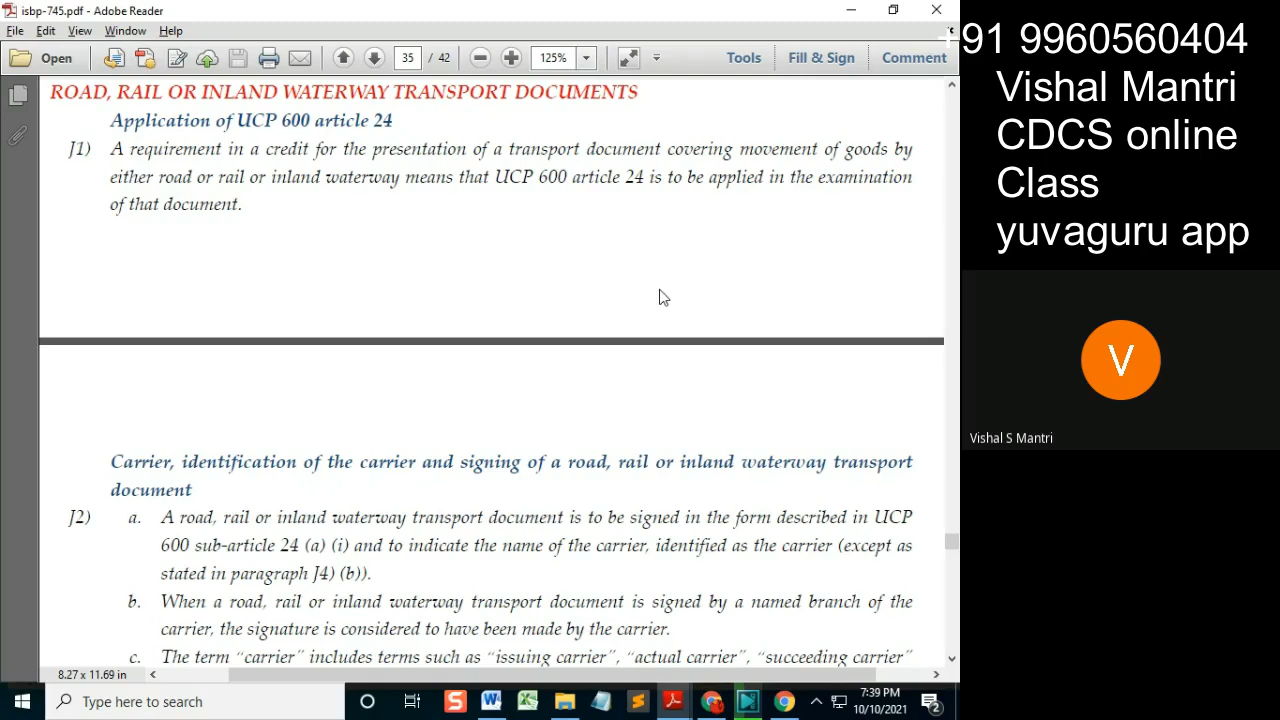 isbp-745.pdf - Adobe Reader
File Edit View Window Help
Open 35 / 42 125% Tools Fill & Sign Comment
ROAD, RAIL OR INLAND WATERWAY TRANSPORT DOCUMENTS
Application of UCP 600 article 24
J1) A requirement in a credit for the presentation of a transport document covering movement of goods by
either road or rail or inland waterway means that UCP 600 article 24 is to be applied in the examination
of that document.
Carrier, identification of the carrier and signing of a road, rail or inland waterway transport
document
J2) a. A road, rail or inland waterway transport document is to be signed in the form described in UCP
600 sub-article 24 (a) (i) and to indicate the name of the carrier, identified as the carrier (except as
stated in paragraph J4) (b)).
b. When a road, rail or inland waterway transport document is signed by a named branch of the
carrier, the signature is considered to have been made by the carrier.
c. The term “carrier” includes terms such as “issuing carrier”, “actual carrier”, “succeeding carrier”
8.27 x 11.69 in
Type here to search
7:39 PM
10/10/2021
2
+91 9960560404
Vishal Mantri
CDCS online
Class
yuvaguru app
V
Vishal S Mantri